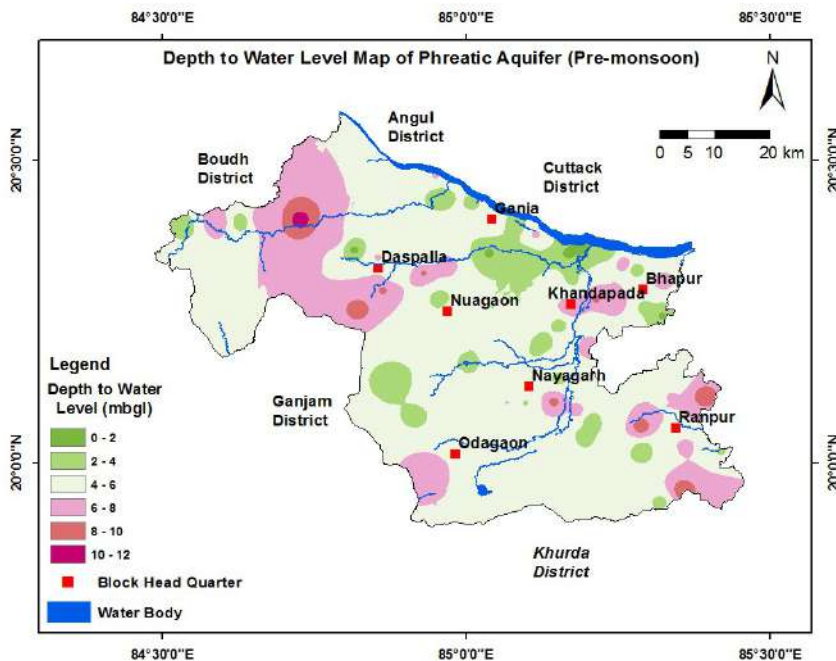 84°30'0"E 85°0'0"E 85°30'0"E
Depth to Water Level Map of Phreatic Aquifer (Pre-monsoon)
N
Angul
District
0 5 10 20 km
20°30'0"N 20°30'0"N
Boudh
District
Cuttack
District
Gania
Daspalla
Bhapur
Khandapada
Nuagaon
Nayagarh
Ganjam
District
Ranpur
Odagaon
20°0'0"N 20°0'0"N
Khurda
District
Legend
Depth to Water
Level (mbgl)
0 - 2
2 - 4
4 - 6
6 - 8
8 - 10
10 - 12
Block Head Quarter
Water Body
84°30'0"E 85°0'0"E 85°30'0"E